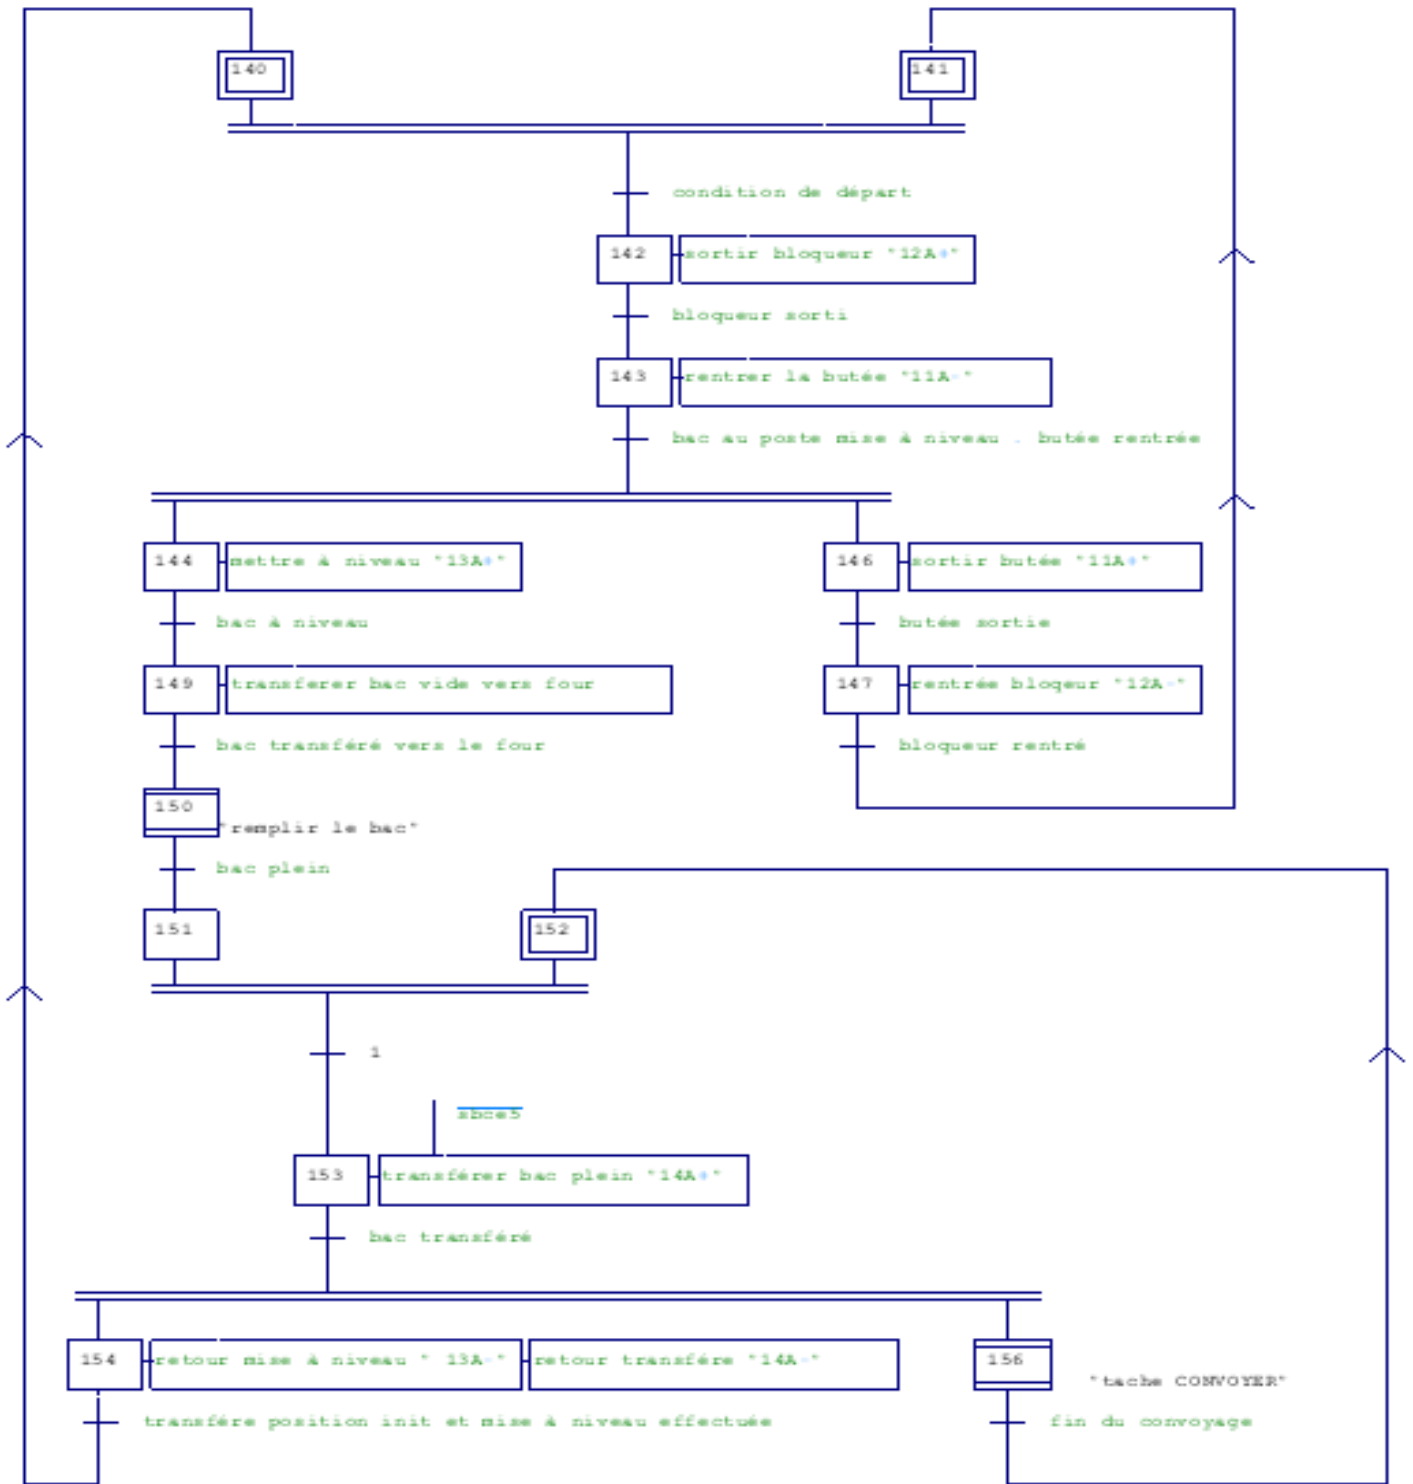 140
141
condition de départ
142 sortir bloqueur "12A+"
bloqueur sorti
143 rentrer la butée "11A-"
bac au poste mise à niveau . butée rentrée
144 mettre à niveau "13A+"
146 sortir butée "11A+"
bac à niveau
butée sortie
149 transferer bac vide vers four
147 rentrée bloqeur "12A-"
bac transféré vers le four
bloqueur rentré
150
"remplir le bac"
bac plein
151
152
1
sbce5
153 transférer bac plein "14A+"
bac transféré
154 retour mise à niveau " 13A-" retour transfére "14A-"
156
"tache CONVOYER"
transfére position init et mise à niveau effectuée
fin du convoyage